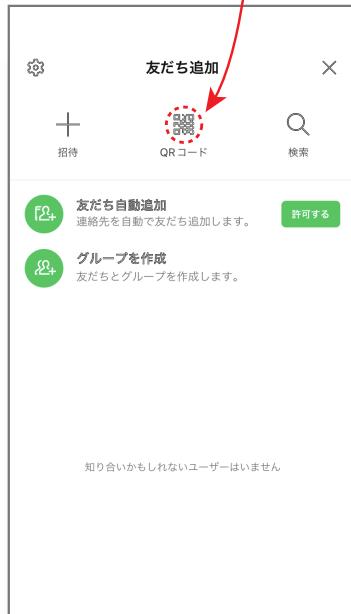 友だち追加
招待
QRコード
検索
友だち自動追加
連絡先を自動で友だち追加します。
許可する
グループを作成
友だちとグループを作成します。
知り合いかもしれないユーザーはいません